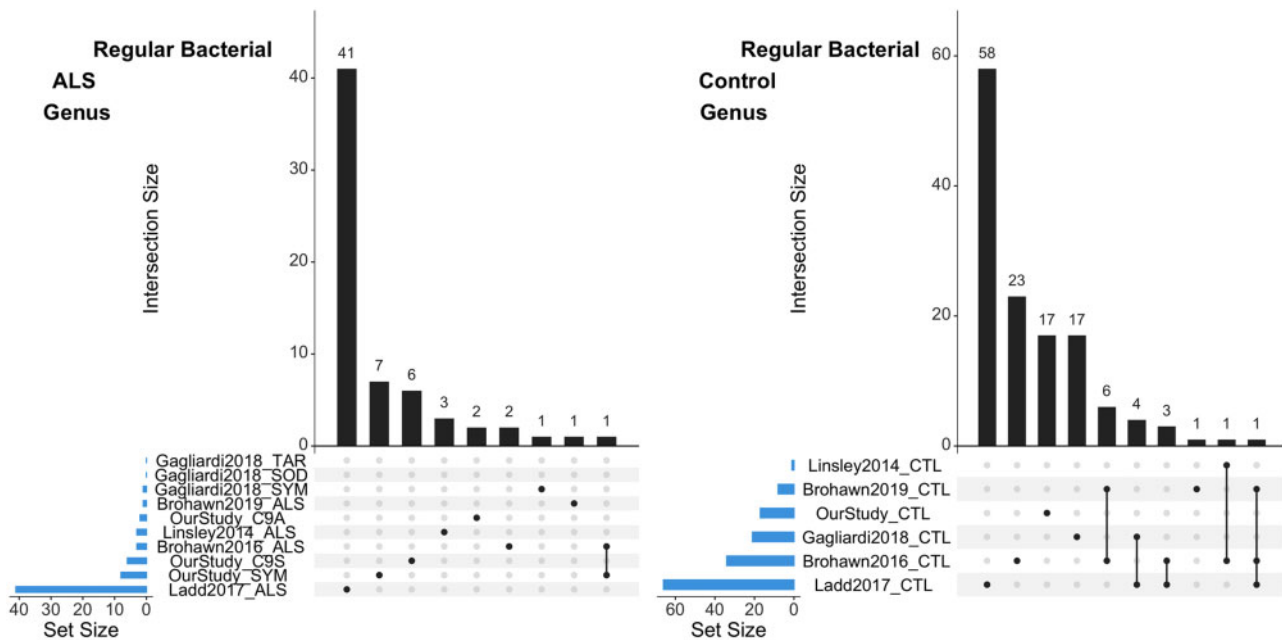 Regular Bacterial
ALS
Genus
Intersection Size
40
30
20
10
0
41
7
6
3
2
2
1
1
1
Gagliardi2018_TAR
Gagliardi2018_SOD
Gagliardi2018_SYM
Brohawn2019_ALS
OurStudy_C9A
Linsley2014_ALS
Brohawn2016_ALS
OurStudy_C9S
OurStudy_SYM
Ladd2017_ALS
40 30 20 10 0
Set Size
Regular Bacterial
Control
Genus
Intersection Size
60
40
20
0
58
23
17
17
6
4
3
1
1
1
Linsley2014_CTL
Brohawn2019_CTL
OurStudy_CTL
Gagliardi2018_CTL
Brohawn2016_CTL
Ladd2017_CTL
60 40 20 0
Set Size